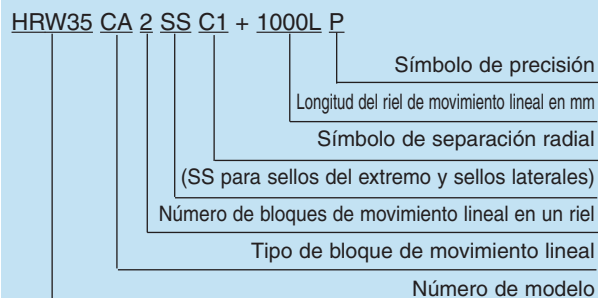 HRW35 CA 2 SS C1 + 1000L P
Símbolo de precisión
Longitud del riel de movimiento lineal en mm
Símbolo de separación radial
(SS para sellos del extremo y sellos laterales)
Número de bloques de movimiento lineal en un riel
Tipo de bloque de movimiento lineal
Número de modelo